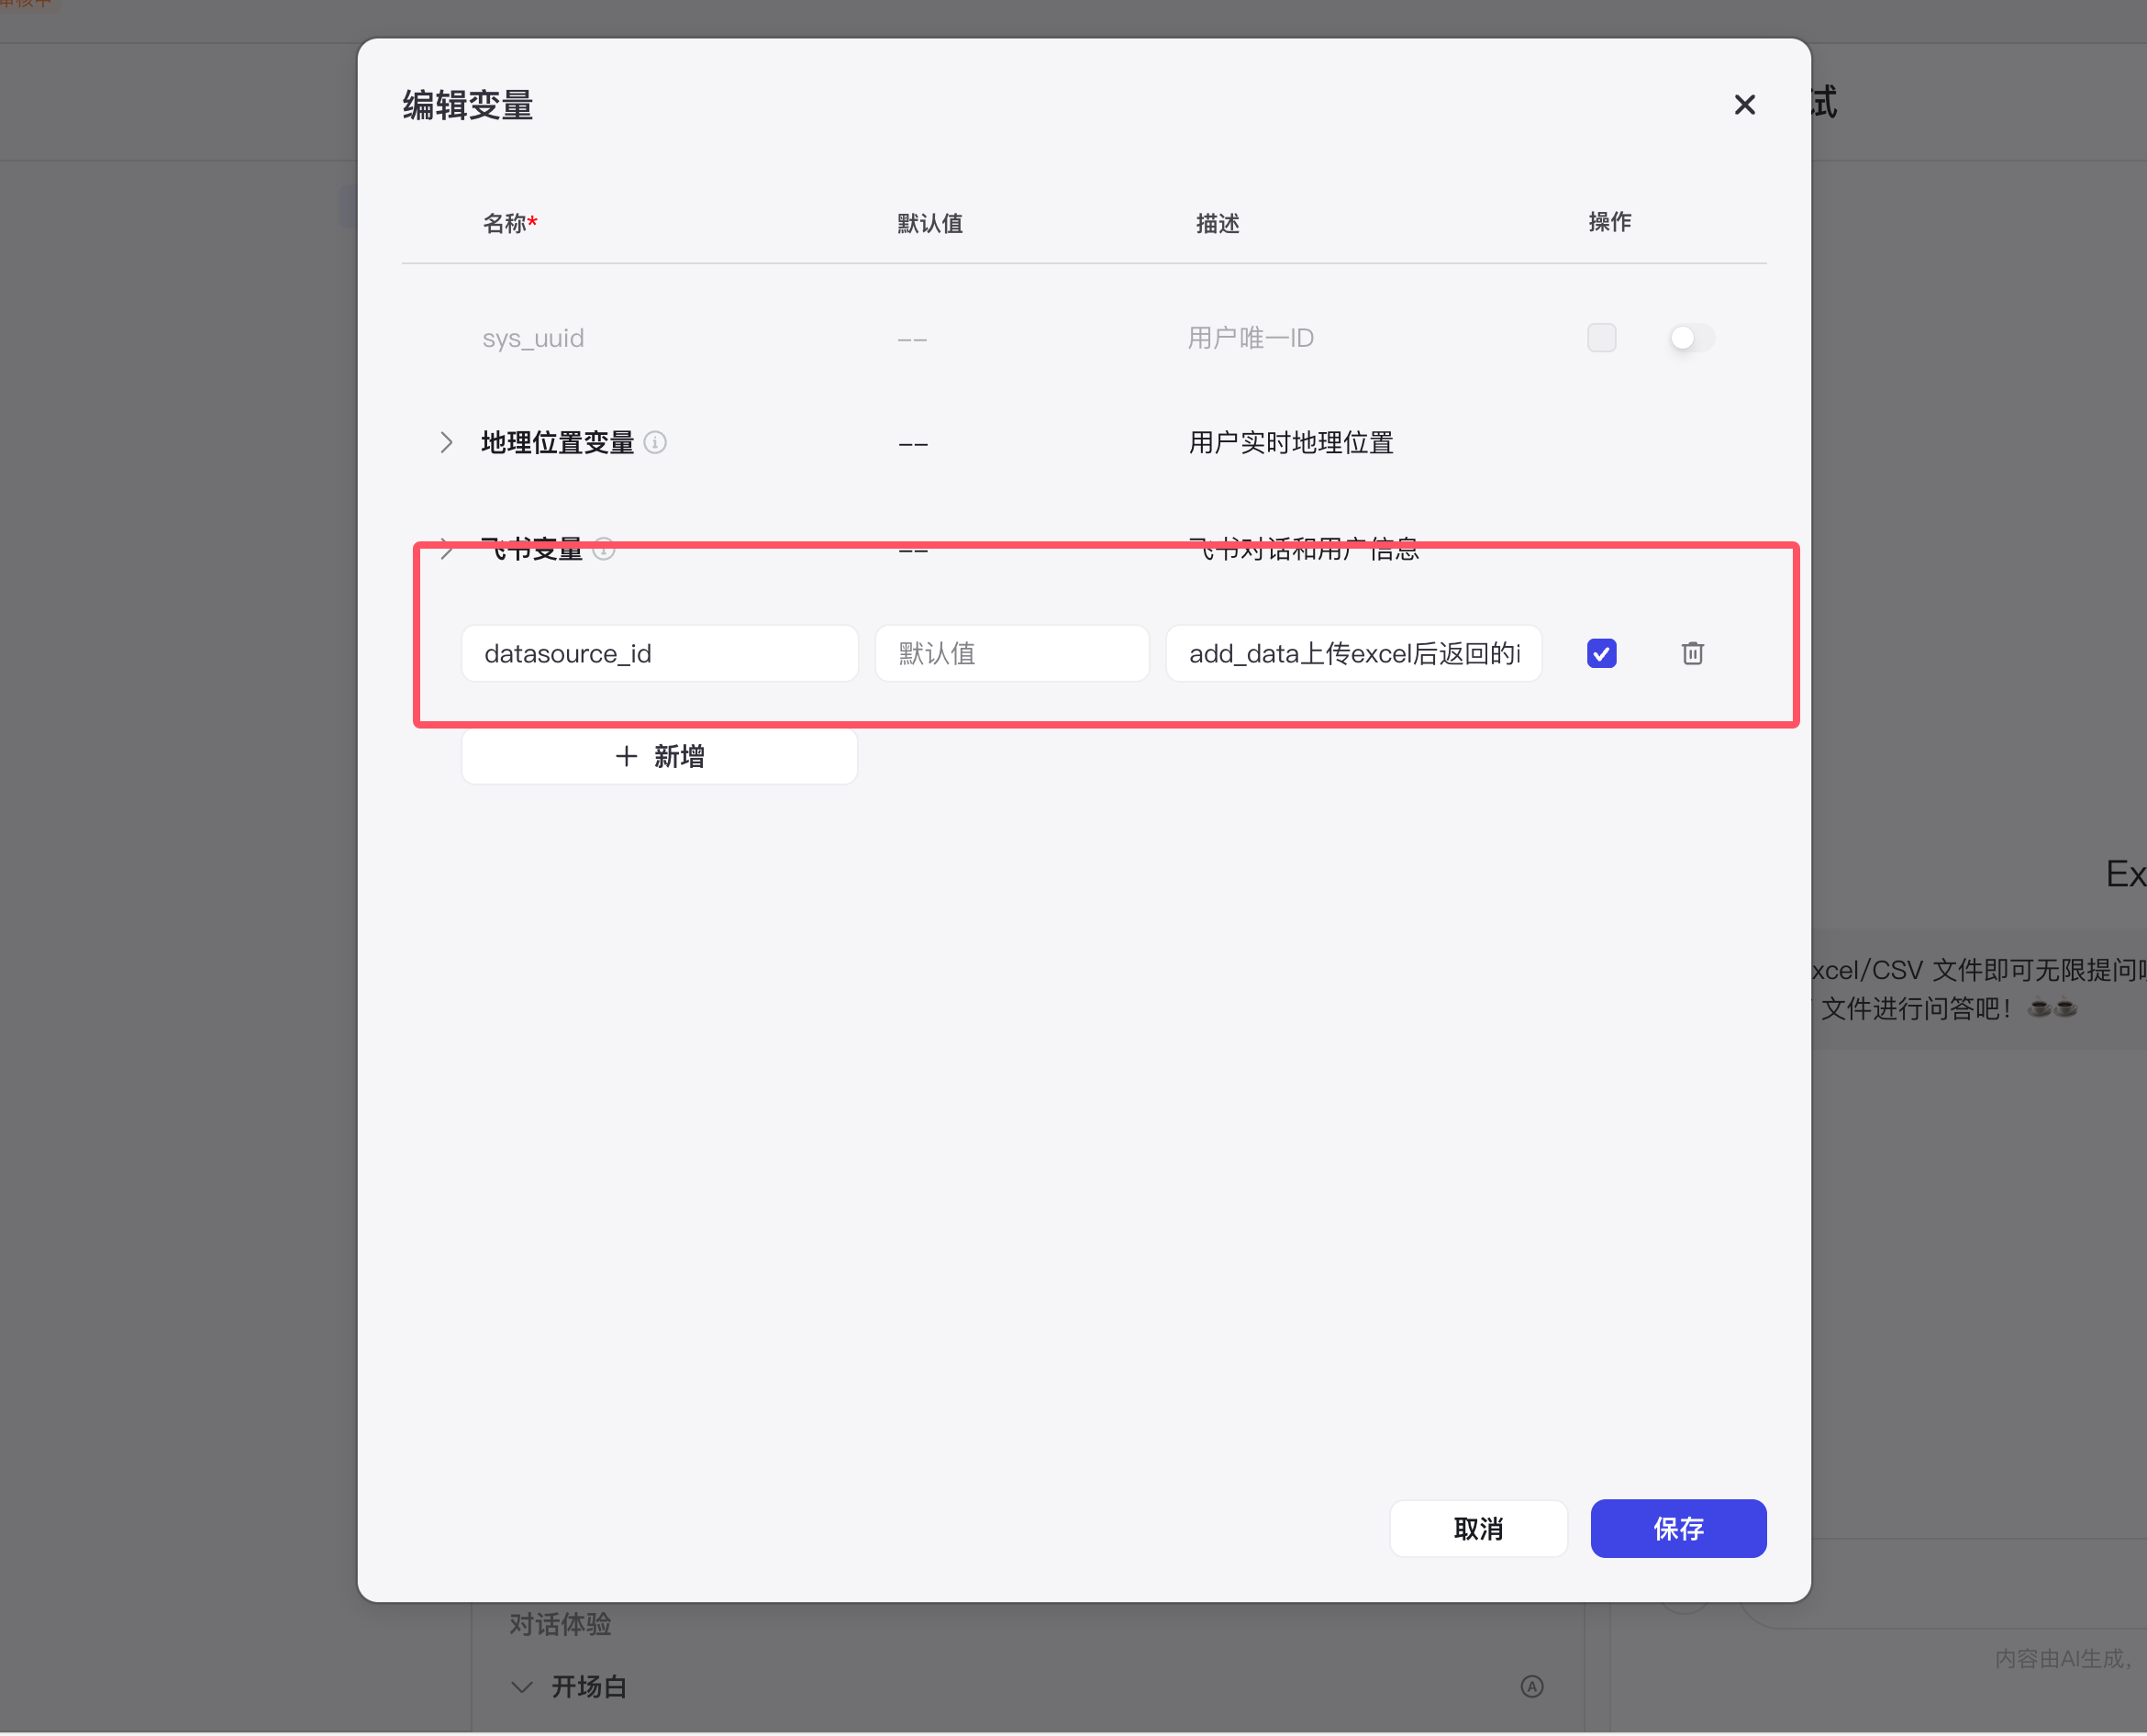 审核中
编辑变量
试
名称* 默认值 描述 操作
sys_uuid -- 用户唯一ID
地理位置变量 -- 用户实时地理位置
飞书变量 -- 飞书对话和用户信息
datasource_id 默认值 add_data上传excel后返回的i
+ 新增
Ex
xcel/CSV 文件即可无限提问
文件进行问答吧！☕☕
取消 保存
对话体验
开场白
内容由AI生成,